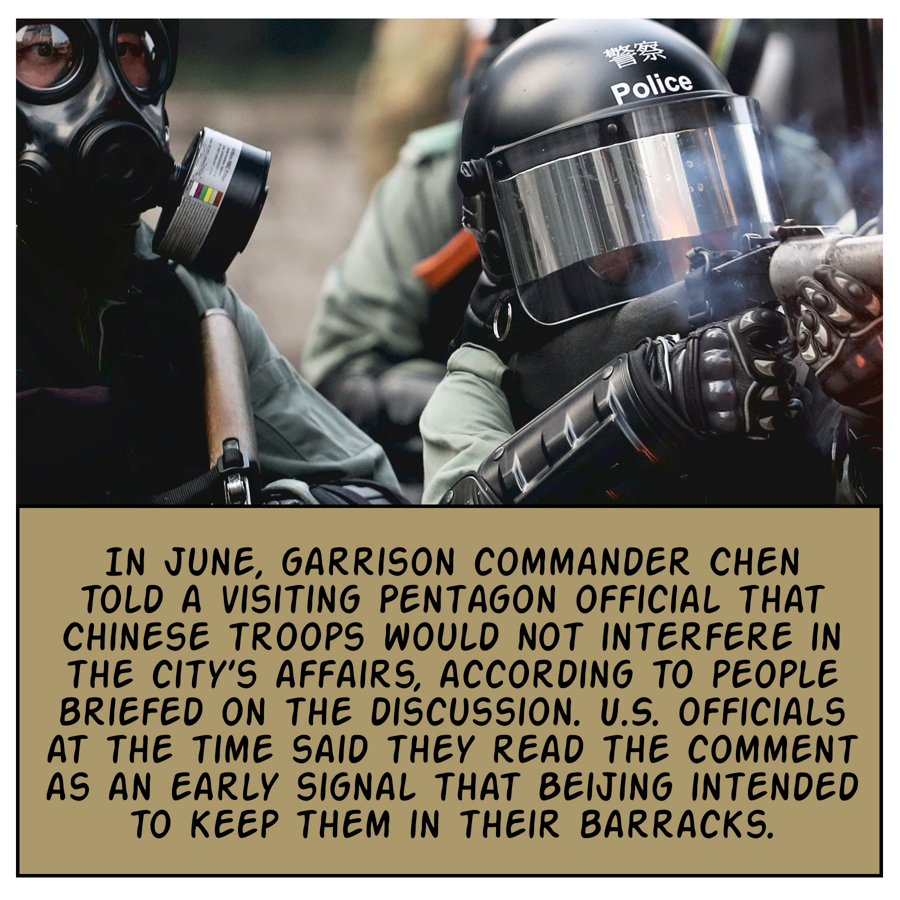 警察
Police
IN JUNE, GARRISON COMMANDER CHEN
TOLD A VISITING PENTAGON OFFICIAL THAT
CHINESE TROOPS WOULD NOT INTERFERE IN
THE CITY'S AFFAIRS, ACCORDING TO PEOPLE
BRIEFED ON THE DISCUSSION. U.S. OFFICIALS
AT THE TIME SAID THEY READ THE COMMENT
AS AN EARLY SIGNAL THAT BEIJING INTENDED
TO KEEP THEM IN THEIR BARRACKS.